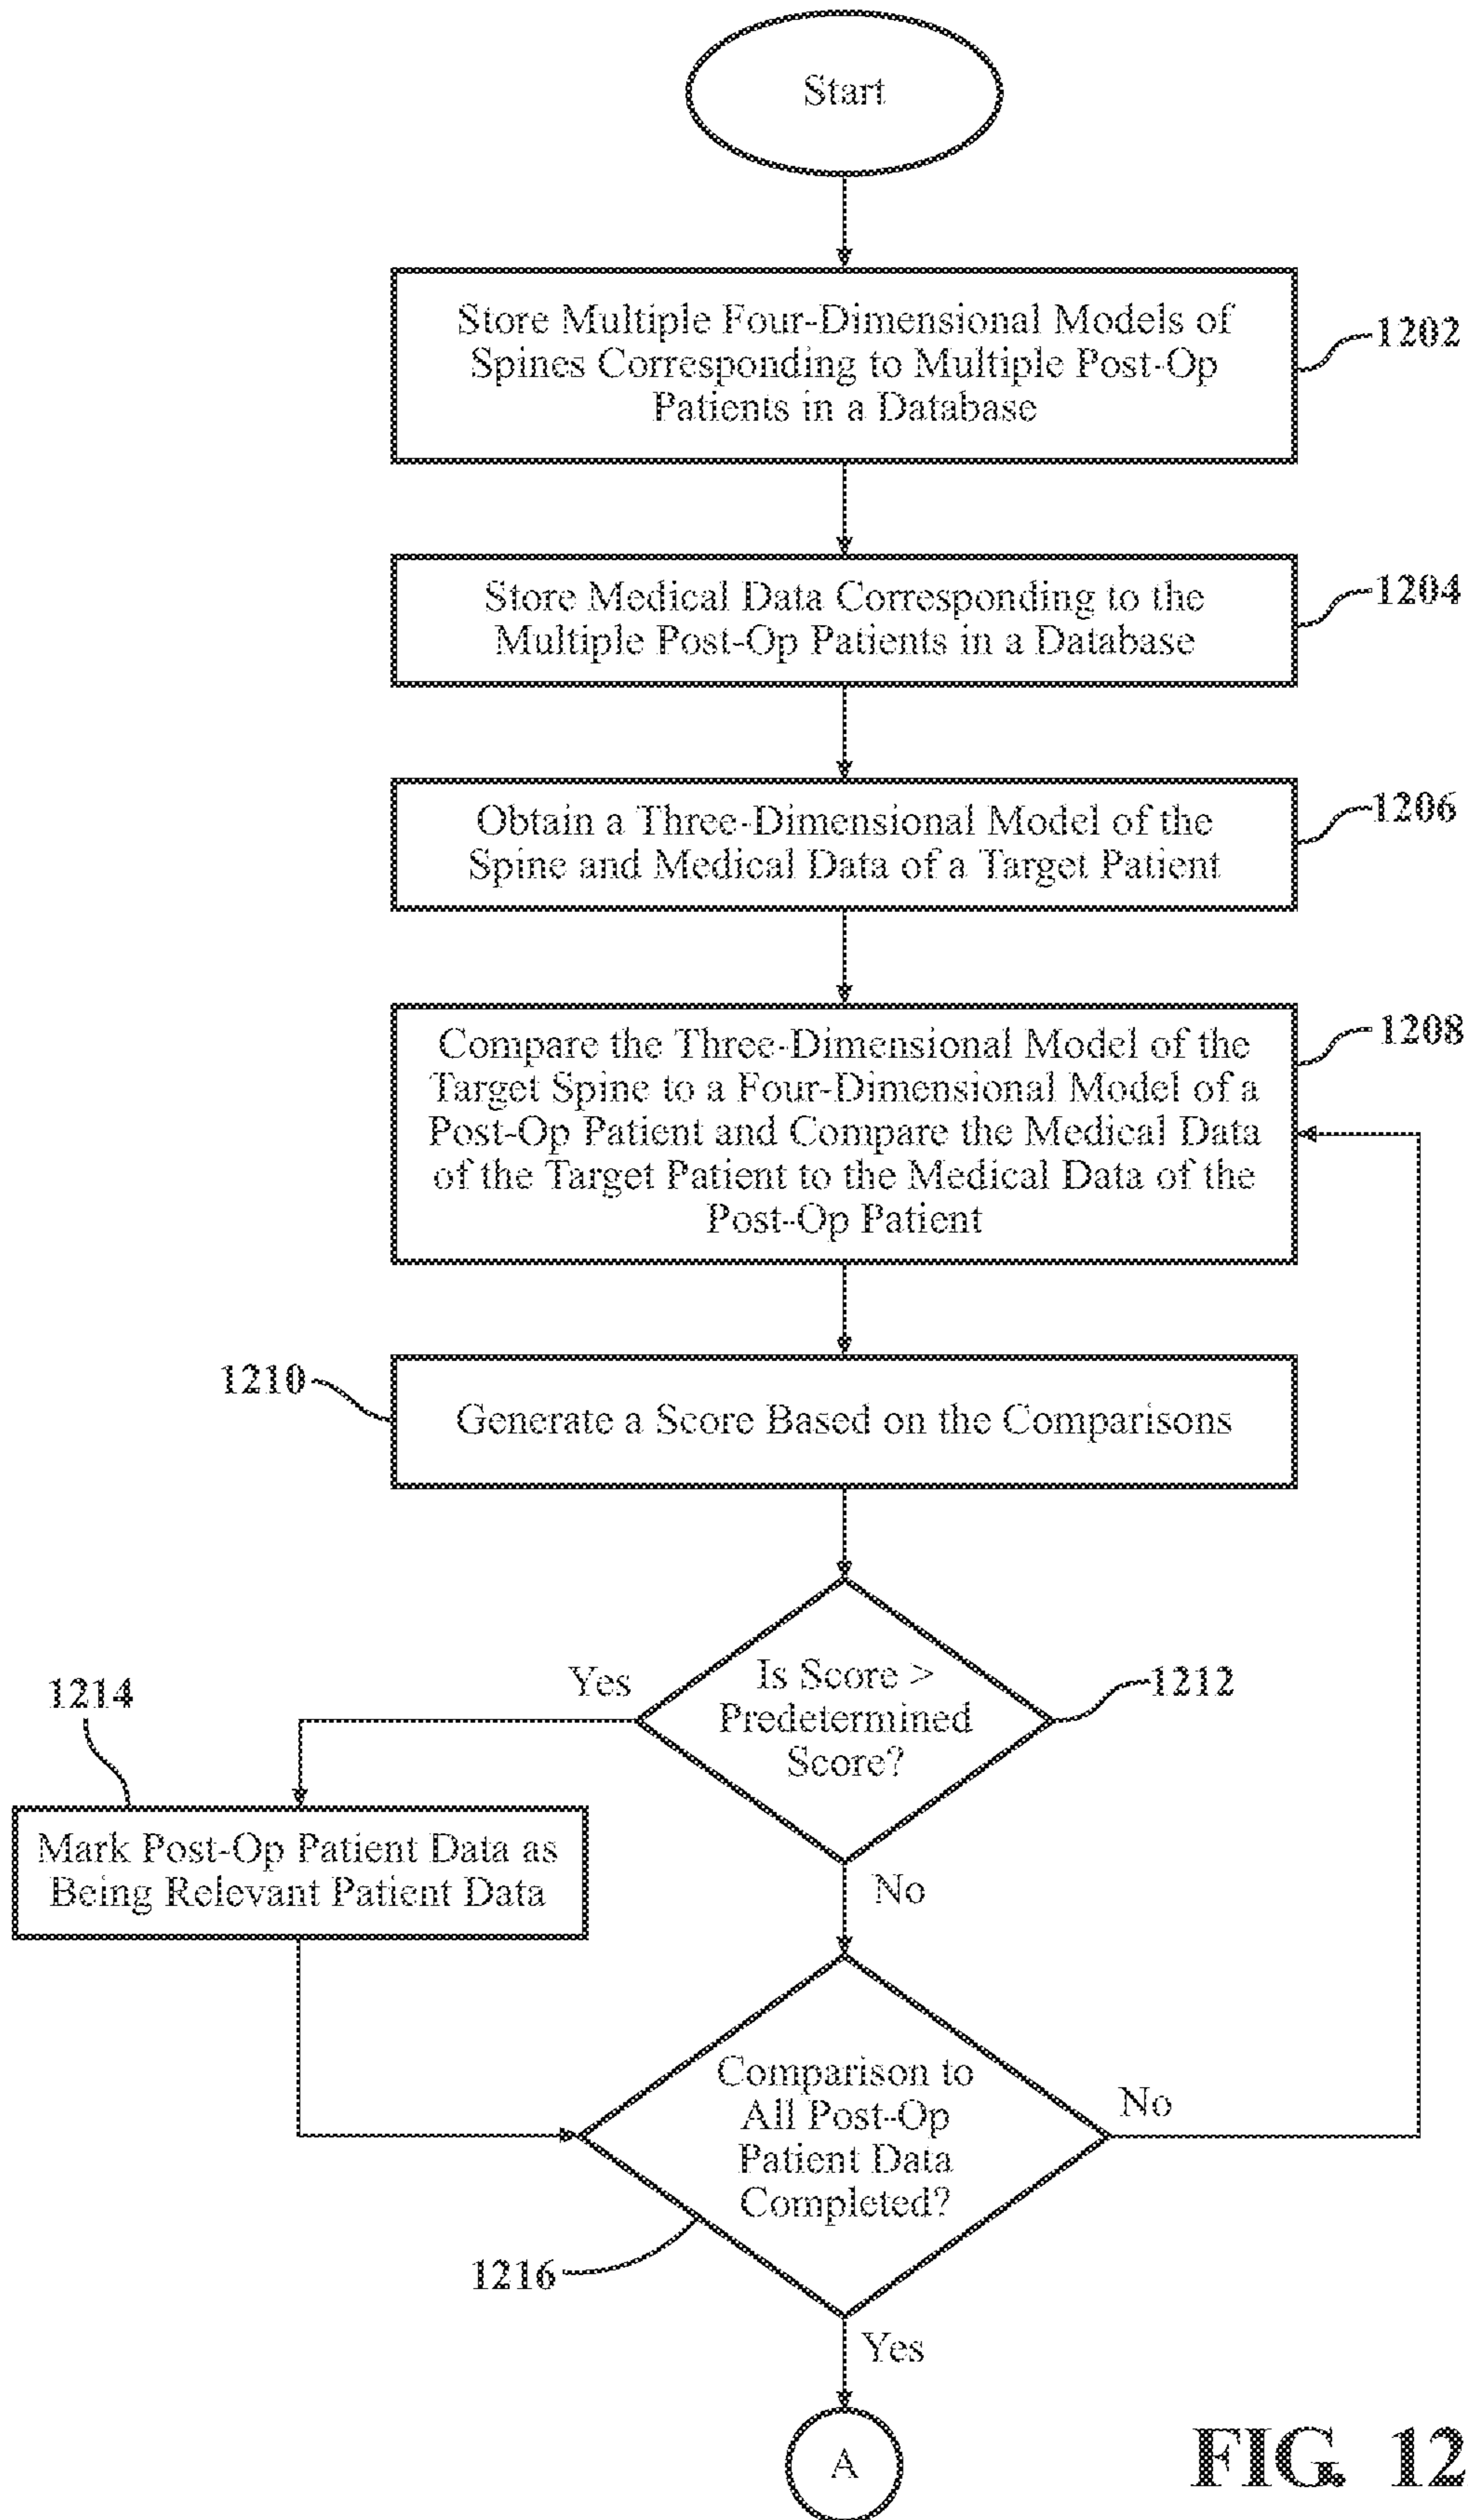 Start
Store Multiple Four-Dimensional Models of
Spines Corresponding to Multiple Post-Op
Patients in a Database
1202
Store Medical Data Corresponding to the
Multiple Post-Op Patients in a Database
1204
Obtain a Three-Dimensional Model of the
Spine and Medical Data of a Target Patient
1206
Compare the Three-Dimensional Model of the
Target Spine to a Four-Dimensional Model of a
Post-Op Patient and Compare the Medical Data
of the Target Patient to the Medical Data of the
Post-Op Patient
1208
1210
Generate a Score Based on the Comparisons
Is Score >
Predetermined
Score?
1212
Yes
1214
Mark Post-Op Patient Data as
Being Relevant Patient Data
No
Comparison to
All Post-Op
Patient Data
Completed?
No
1216
Yes
A
FIG. 12